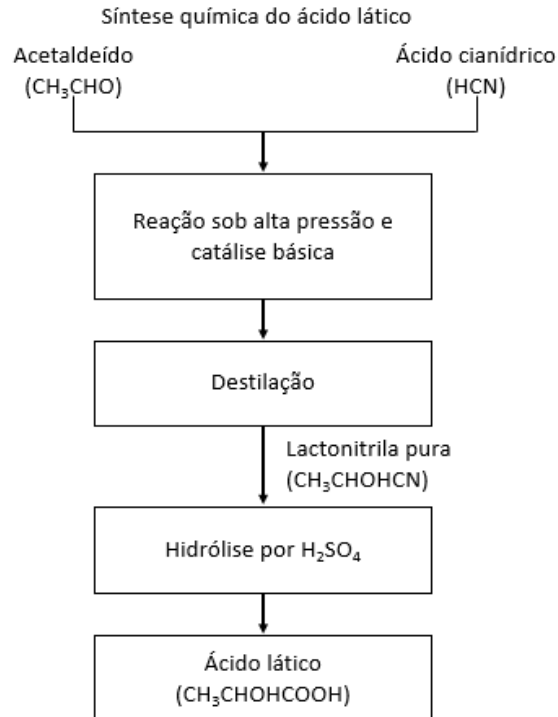 Síntese química do ácido lático
Acetaldeído
(CH₃CHO)
Ácido cianídrico
(HCN)
Reação sob alta pressão e
catálise básica
Destilação
Lactonitrila pura
(CH₃CHOHCN)
Hidrólise por H₂SO₄
Ácido lático
(CH₃CHOHCOOH)